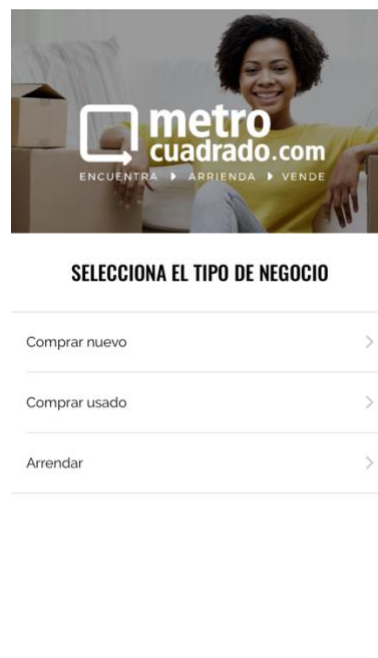 metro
cuadrado.com
ENCUENTRA ARRIENDA VENDE
SELECCIONA EL TIPO DE NEGOCIO
Comprar nuevo
Comprar usado
Arrendar